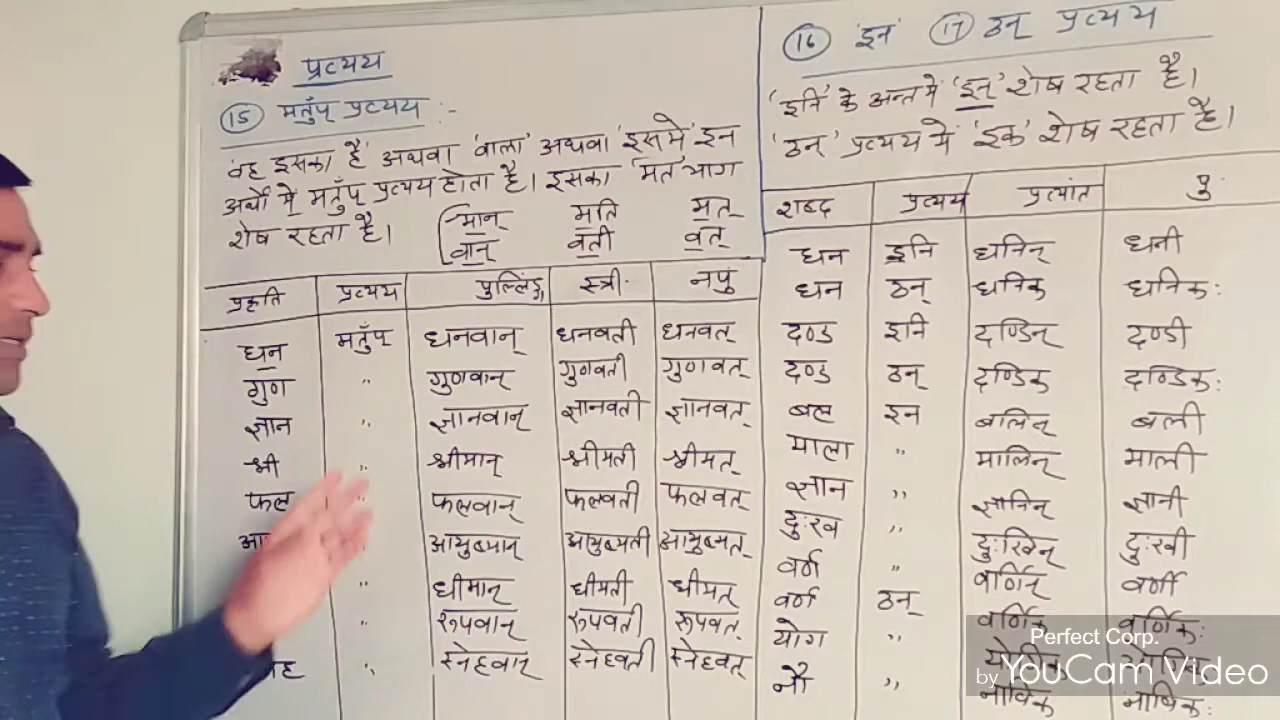 प्रत्यय
15 मतुँप् प्रत्यय :-
वह इसका है अथवा 'वाला' अथवा 'इसमें' इन
अर्थों में मतुँप् प्रत्यय होता है। इसका 'मत' भाग
शेष रहता है।
मान् मति मत्
वान् वती वत्
प्रकृति प्रत्यय पुल्लिङ्ग स्त्री. नपु
धन मतुँप् धनवान् धनवती धनवत्
गुण " गुणवान् गुणवती गुणवत्
ज्ञान " ज्ञानवान् ज्ञानवती ज्ञानवत्
श्री " श्रीमान् श्रीमती श्रीमत्
फल " फलवान् फलवती फलवत्
आयुष्मान् आयुष्मती आयुष्मत्
" धीमान् धीमती धीमत्
" रूपवान् रूपवती रूपवत्
" स्नेहवान् स्नेहवती स्नेहवत्
16 'इन' 17 ठन् प्रत्यय
'इनि' के अन्त में 'इन्' शेष रहता है।
'ठन्' प्रत्यय में 'इक' शेष रहता है।
शब्द प्रत्यय प्रत्यांत पु
धन इनि धनिन् धनी
धन ठन् धनिक धनिकः
दण्ड इनि दण्डिन् दण्डी
दण्ड ठन् दण्डिक दण्डिकः
बल इन बलिन् बली
माला " मालिन् माली
ज्ञान " ज्ञानिन् ज्ञानी
दुःख " दुःखिन् दुःखी
वर्ण " वर्णिन् वर्णी
वर्ण ठन् वर्णिक वर्णिकः
योग "
नौ " नाविक नाविकः
Perfect Corp.
by YouCam Video